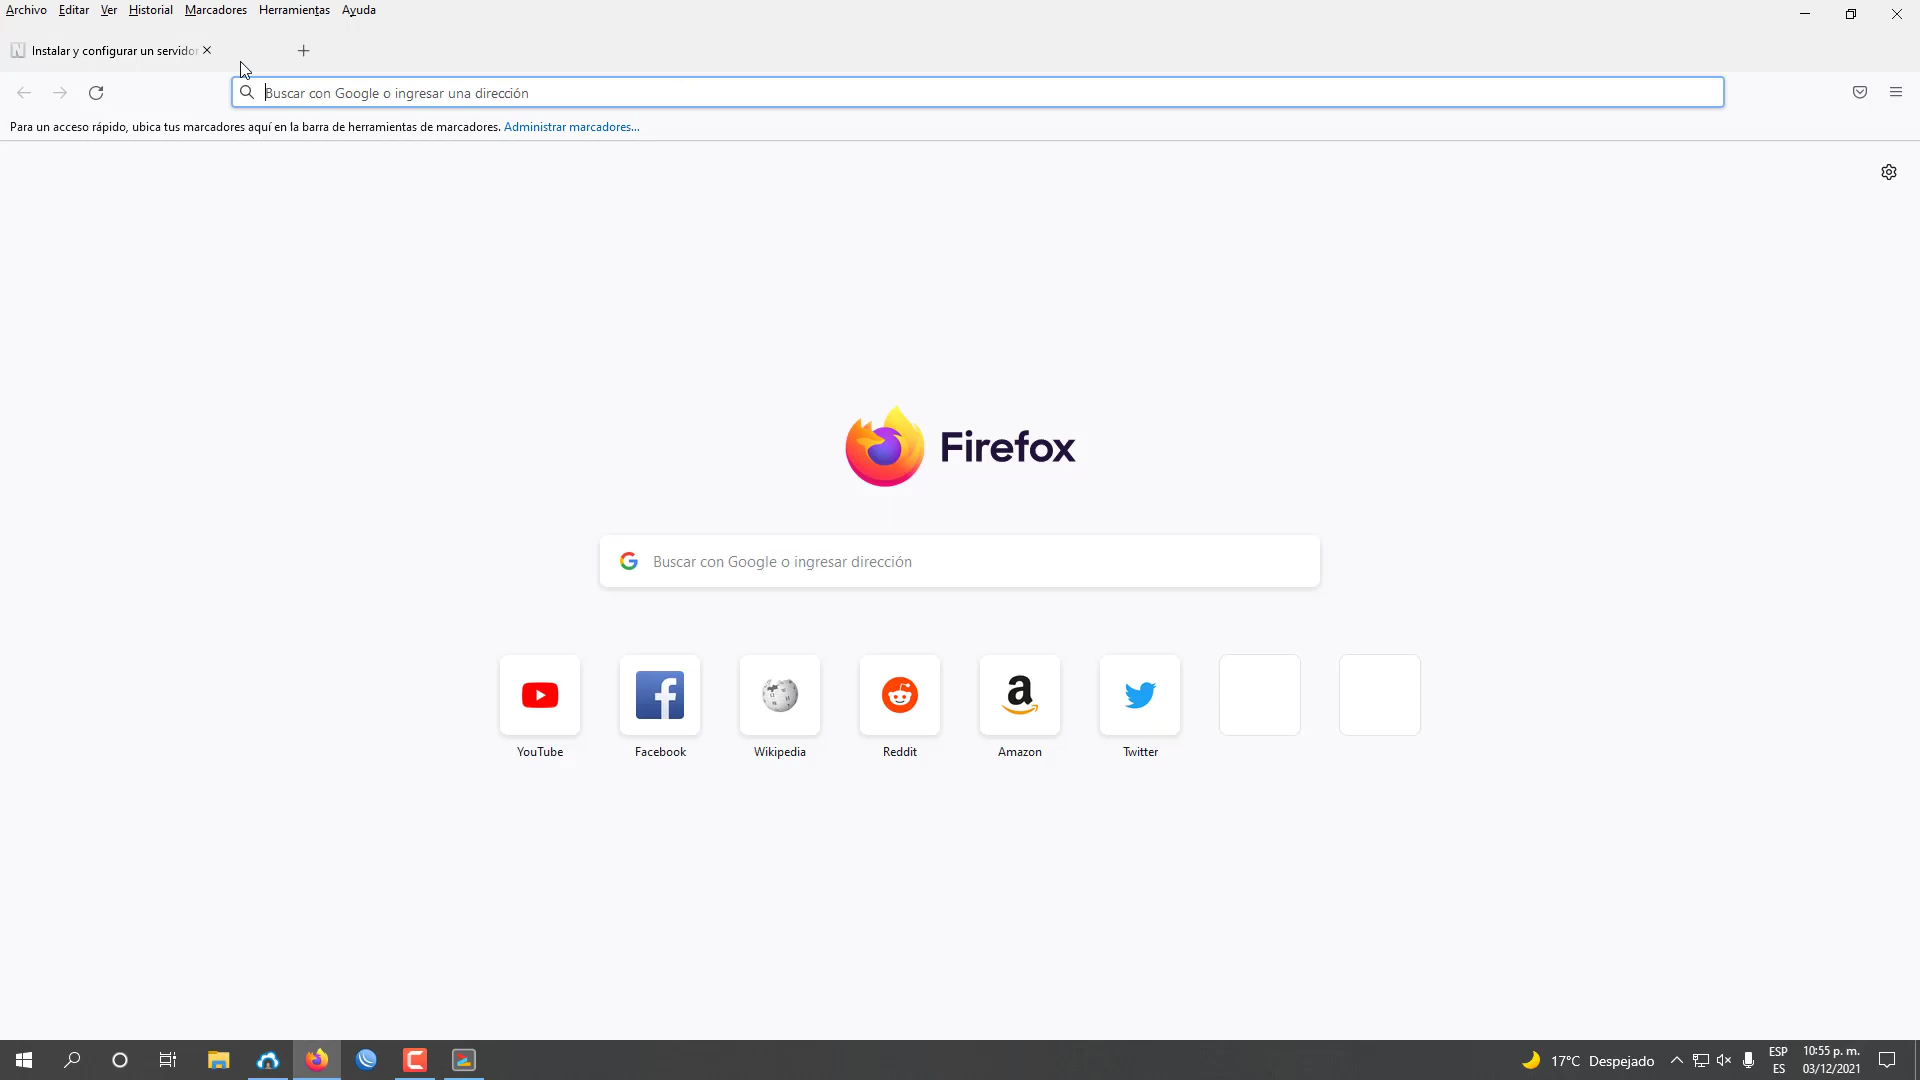 Archivo Editar Ver Historial Marcadores Herramientas Ayuda
Instalar y configurar un servidor
Buscar con Google o ingresar una dirección
Para un acceso rápido, ubica tus marcadores aquí en la barra de herramientas de marcadores. Administrar marcadores...
Firefox
Buscar con Google o ingresar dirección
YouTube Facebook Wikipedia Reddit Amazon Twitter
17°C Despejado
ESP
ES
10:55 p. m.
03/12/2021